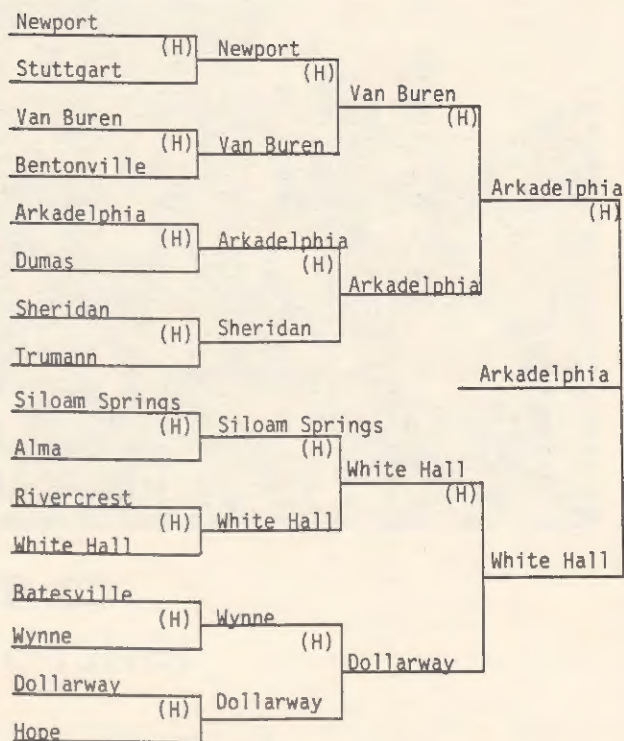 Newport
(H) Newport
Stuttgart (H)
Van Buren
Van Buren (H)
(H) Van Buren
Bentonville
Arkadelphia
Arkadelphia (H)
(H) Arkadelphia
Dumas (H)
Arkadelphia
Sheridan
(H) Sheridan
Trumann
Arkadelphia
Siloam Springs
(H) Siloam Springs
Alma (H)
White Hall
Rivercrest (H)
(H) White Hall
White Hall
White Hall
Batesville
(H) Wynne
Wynne (H)
Dollarway
Dollarway
(H) Dollarway
Hope